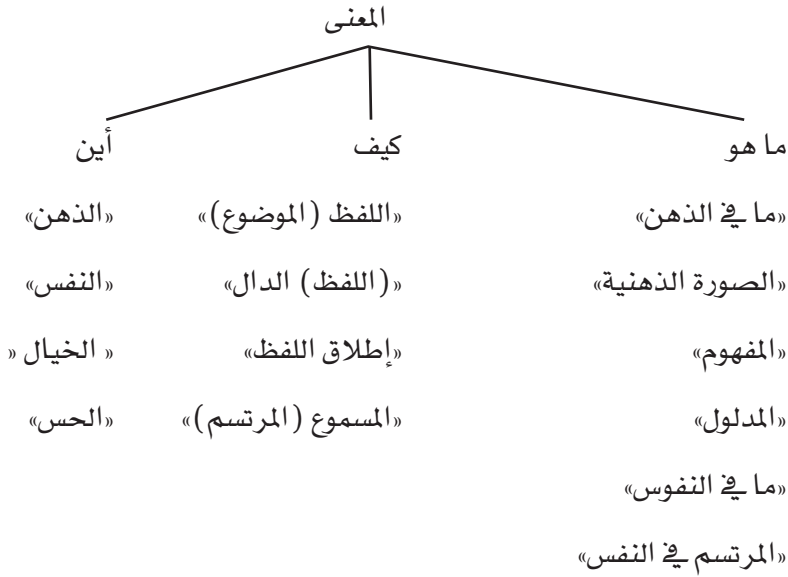 المعنى
ما هو كيف أين
«ما في الذهن» «اللفظ (الموضوع)» «الذهن»
«الصورة الذهنية» «(اللفظ) الدال» «النفس»
«المفهوم» «إطلاق اللفظ» « الخيال «
«المدلول» «المسموع (المرتسم)» «الحس»
«ما في النفوس»
«المرتسم في النفس»